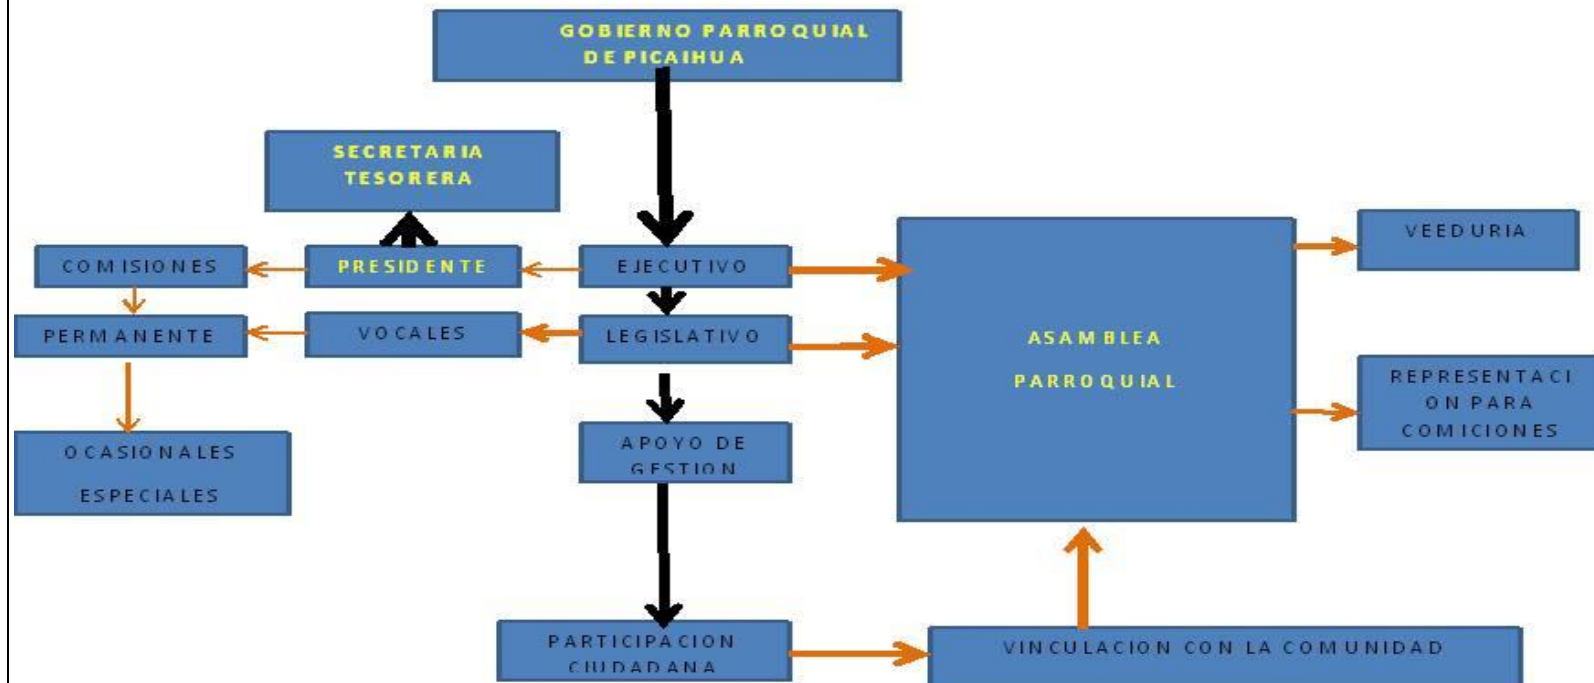 GOBIERNO PARROQUIAL
DE PICAIHUA
SECRETARIA
TESORERA
VEEDURIA
COMISIONES
PRESIDENTE
EJECUTIVO
PERMANENTE
VOCALES
LEGISLATIVO
ASAMBLEA
PARROQUIAL
REPRESENTACI
ON PARA
COMICIONES
OCASIONALES
ESPECIALES
APOYO DE
GESTION
PARTICIPACION
CIUDADANA
VINCULACION CON LA COMUNIDAD